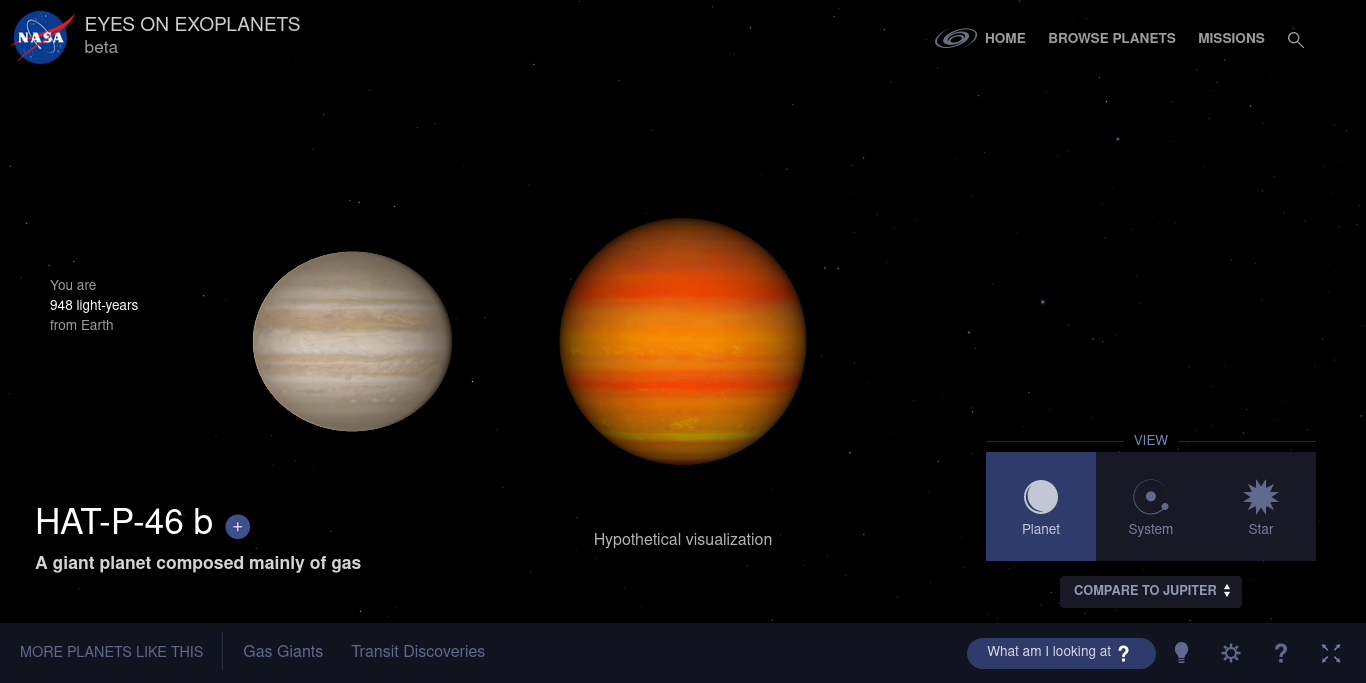 NASA
EYES ON EXOPLANETS
beta
HOME
BROWSE PLANETS
MISSIONS
You are
948 light-years
from Earth
HAT-P-46 b +
A giant planet composed mainly of gas
Hypothetical visualization
VIEW
Planet
System
Star
COMPARE TO JUPITER
MORE PLANETS LIKE THIS
Gas Giants
Transit Discoveries
What am I looking at ?
?